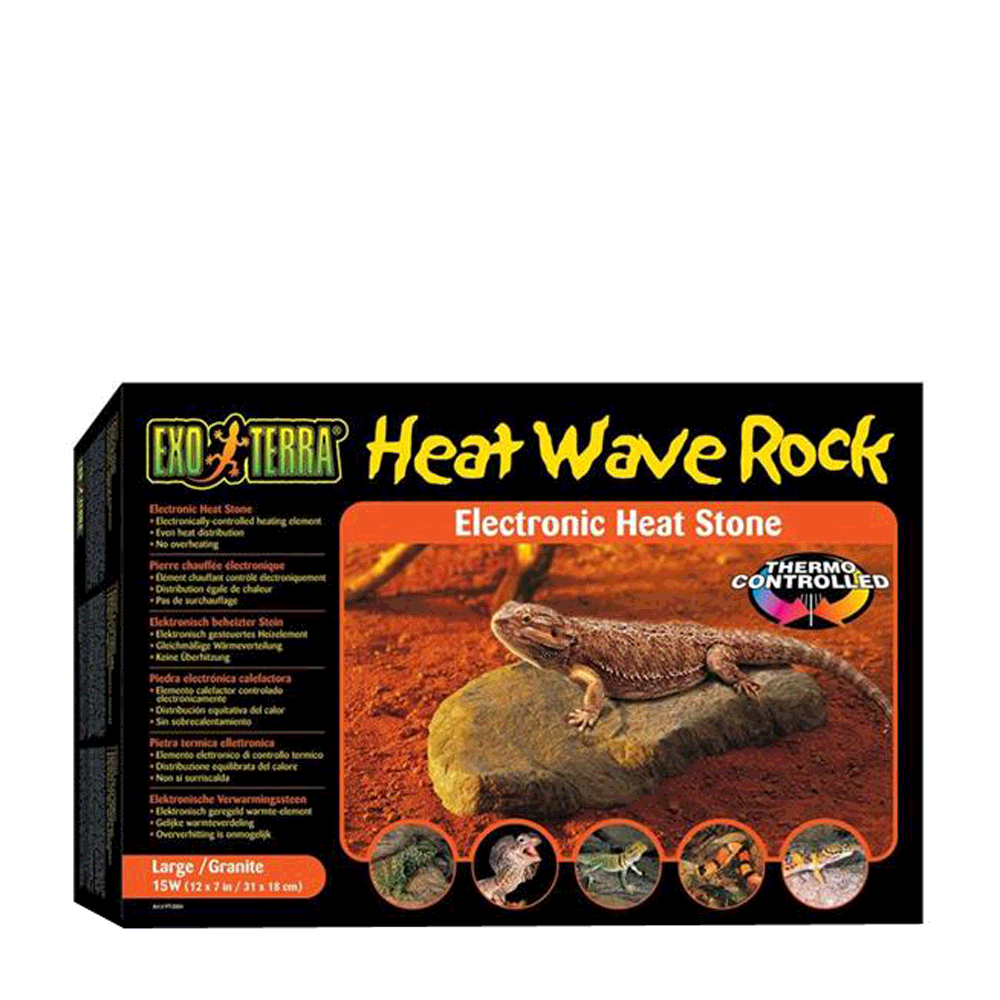 EXO TERRA®
Heat Wave Rock
Electronic Heat Stone
THERMO
CONTROLLED
Electronic Heat Stone
• Electronically-controlled heating element
• Even heat distribution
• No overheating
Pierre chauffée électronique
• Élément chauffant contrôlé électroniquement
• Distribution égale de chaleur
• Pas de surchauffage
Elektronisch beheizter Stein
• Elektronisch gesteuertes Heizelement
• Gleichmäßige Wärmeverteilung
• Keine Überhitzung
Piedra electrónica calefactora
• Elemento calefactor controlado
electrónicamente
• Distribución equitativa del calor
• Sin sobrecalentamiento
Pietra termica ellettronica
• Elemento elettronico di controllo termico
• Distribuzione equilibrata del calore
• Non si surriscalda
Elektronische Verwarmingssteen
• Elektronisch geregeld warmte-element
• Gelijke warmteverdeling
• Oververhitting is onmogelijk
Large /Granite
15W (12 x 7 in / 31 x 18 cm)